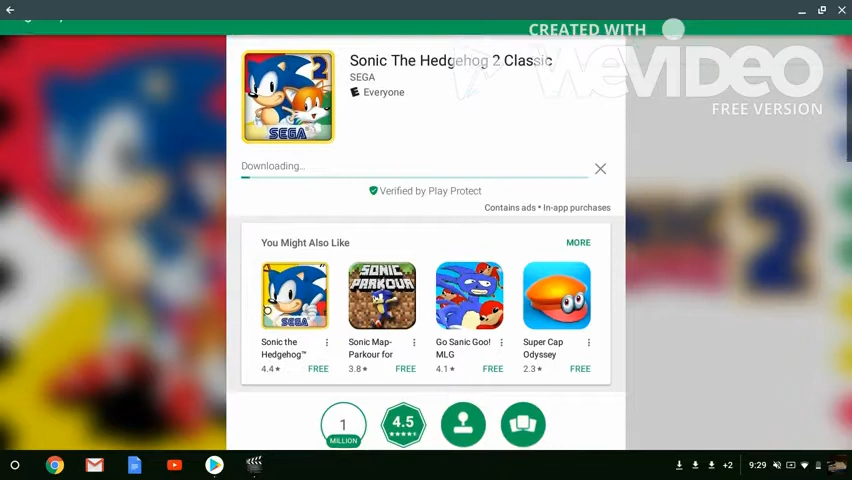 CREATED WITH
WEVIDEO
FREE VERSION
2
SEGA
Sonic The Hedgehog 2 Classic
SEGA
E Everyone
Downloading...
Verified by Play Protect
Contains ads • In-app purchases
You Might Also Like
MORE
SEGA
SONIC
PARKOUR
Sonic the
Hedgehog™
4.4★ FREE
Sonic Map-
Parkour for
3.8★ FREE
Go Sanic Goo!
MLG
4.1★ FREE
Super Cap
Odyssey
2.3★ FREE
1
MILLION
4.5
+2
9:29